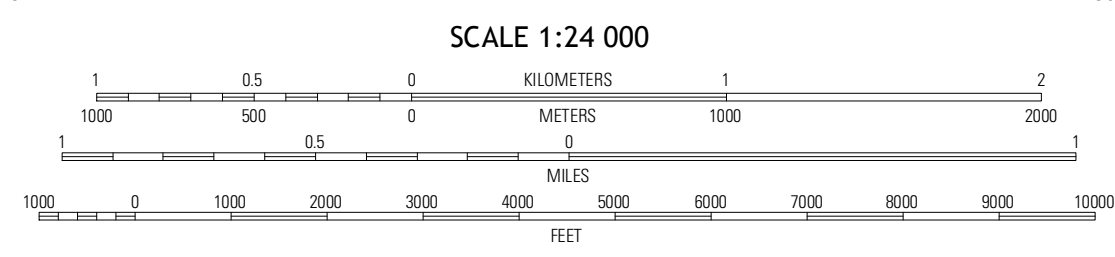 SCALE 1:24 000
1 0.5 0 KILOMETERS 1 2
1000 500 0 METERS 1000 2000
1 0.5 0 1
MILES
1000 0 1000 2000 3000 4000 5000 6000 7000 8000 9000 10000
FEET